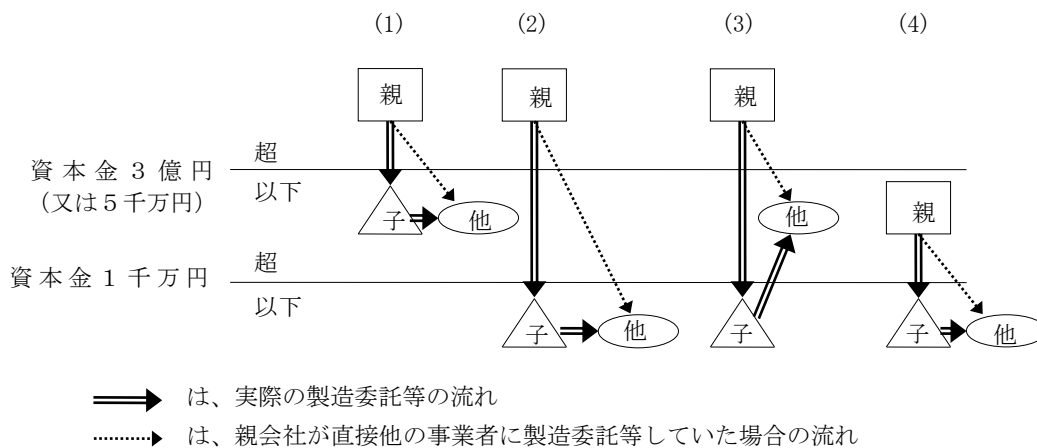 (1) (2) (3) (4)
親 親 親
資本金3億円
(又は5千万円)
超
以下
親
子 他 他
資本金1千万円
超
以下
子 他 子 子 他
は、実際の製造委託等の流れ
は、親会社が直接他の事業者に製造委託等していた場合の流れ